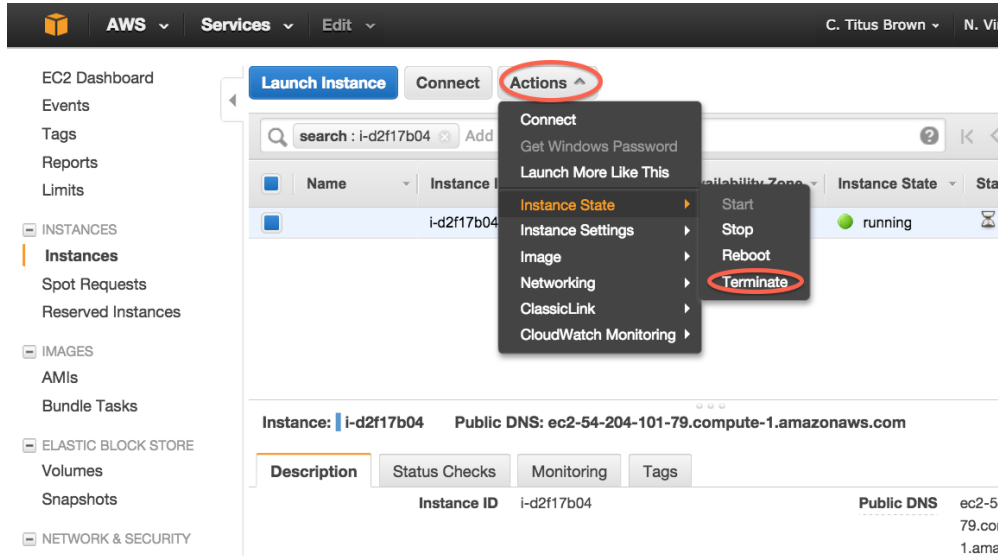 AWS Services Edit C. Titus Brown N. Vi
EC2 Dashboard
Events
Tags
Reports
Limits
INSTANCES
Instances
Spot Requests
Reserved Instances
IMAGES
AMIs
Bundle Tasks
ELASTIC BLOCK STORE
Volumes
Snapshots
NETWORK & SECURITY
Launch Instance Connect Actions
search : i-d2f17b04 Add
Name Instance I Availability Zone Instance State Sta
i-d2f17b04 running
Connect
Get Windows Password
Launch More Like This
Instance State
Instance Settings
Image
Networking
ClassicLink
CloudWatch Monitoring
Start
Stop
Reboot
Terminate
Instance: i-d2f17b04 Public DNS: ec2-54-204-101-79.compute-1.amazonaws.com
Description Status Checks Monitoring Tags
Instance ID i-d2f17b04 Public DNS ec2-5
79.co
1.ama